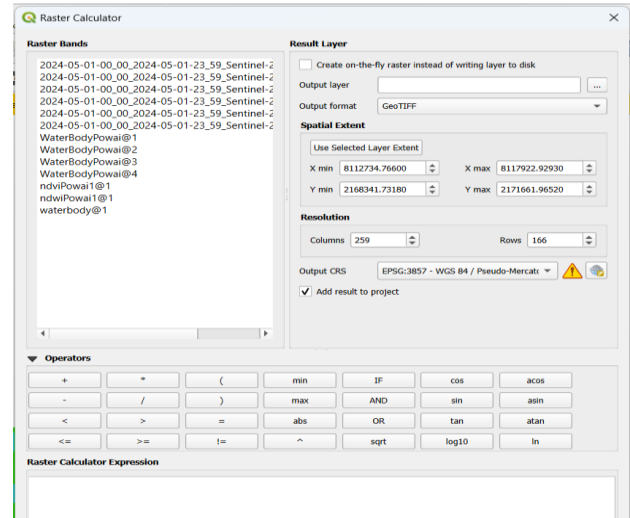 Raster Calculator
Raster Bands
2024-05-01-00_00_2024-05-01-23_59_Sentinel-2
2024-05-01-00_00_2024-05-01-23_59_Sentinel-2
2024-05-01-00_00_2024-05-01-23_59_Sentinel-2
2024-05-01-00_00_2024-05-01-23_59_Sentinel-2
2024-05-01-00_00_2024-05-01-23_59_Sentinel-2
2024-05-01-00_00_2024-05-01-23_59_Sentinel-2
WaterBodyPowai@1
WaterBodyPowai@2
WaterBodyPowai@3
WaterBodyPowai@4
ndviPowai1@1
ndwiPowai1@1
waterbody@1
Result Layer
Create on-the-fly raster instead of writing layer to disk
Output layer ...
Output format GeoTIFF
Spatial Extent
Use Selected Layer Extent
X min 8112734.76600 X max 8117922.92930
Y min 2168341.73180 Y max 2171661.96520
Resolution
Columns 259 Rows 166
Output CRS EPSG:3857 - WGS 84 / Pseudo-Mercatc
Add result to project
Operators
+ * ( min IF cos acos
- / ) max AND sin asin
< > = abs OR tan atan
<= >= != ^ sqrt log10 ln
Raster Calculator Expression